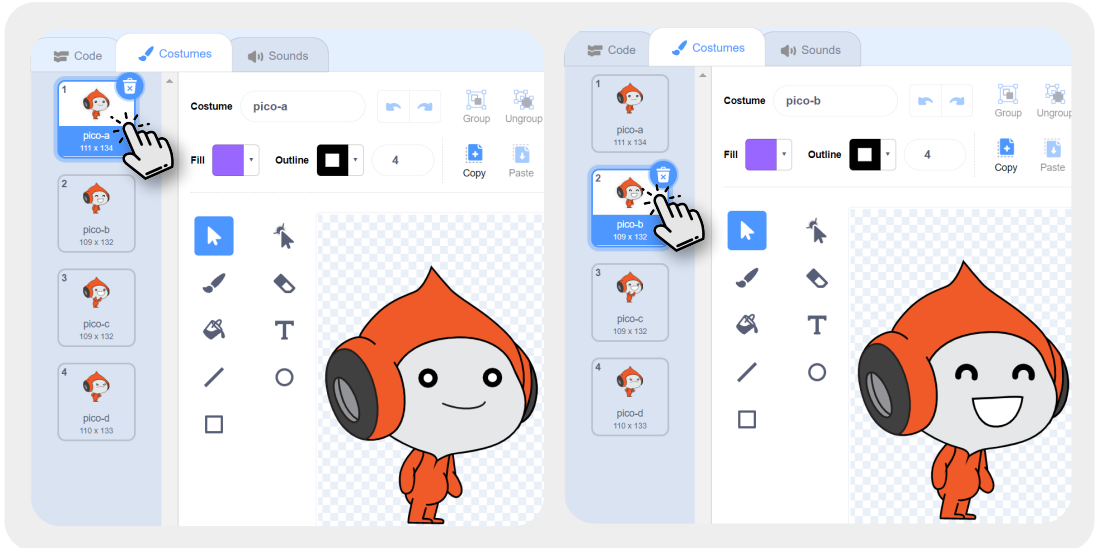 Code
Costumes
Sounds
1
pico-a
111 x 134
2
pico-b
109 x 132
3
pico-c
109 x 132
4
pico-d
110 x 133
Costume
pico-a
Group
Ungroup
Fill
Outline
4
Copy
Paste
T
Code
Costumes
Sounds
1
pico-a
111 x 134
2
pico-b
109 x 132
3
pico-c
109 x 132
4
pico-d
110 x 133
Costume
pico-b
Group
Ungroup
Fill
Outline
4
Copy
Paste
T